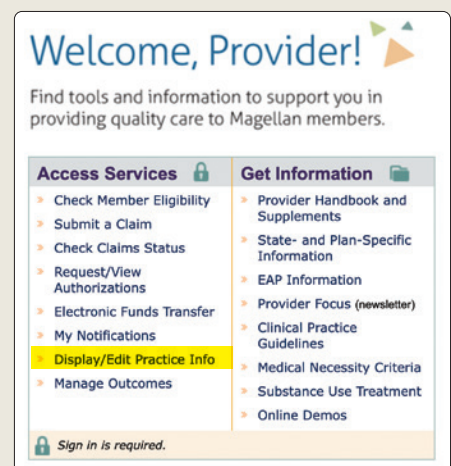 Welcome, Provider!
Find tools and information to support you in
providing quality care to Magellan members.
Access Services
Check Member Eligibility
Submit a Claim
Check Claims Status
Request/View
Authorizations
Electronic Funds Transfer
My Notifications
Display/Edit Practice Info
Manage Outcomes
Get Information
Provider Handbook and
Supplements
State- and Plan-Specific
Information
EAP Information
Provider Focus (newsletter)
Clinical Practice
Guidelines
Medical Necessity Criteria
Substance Use Treatment
Online Demos
Sign in is required.